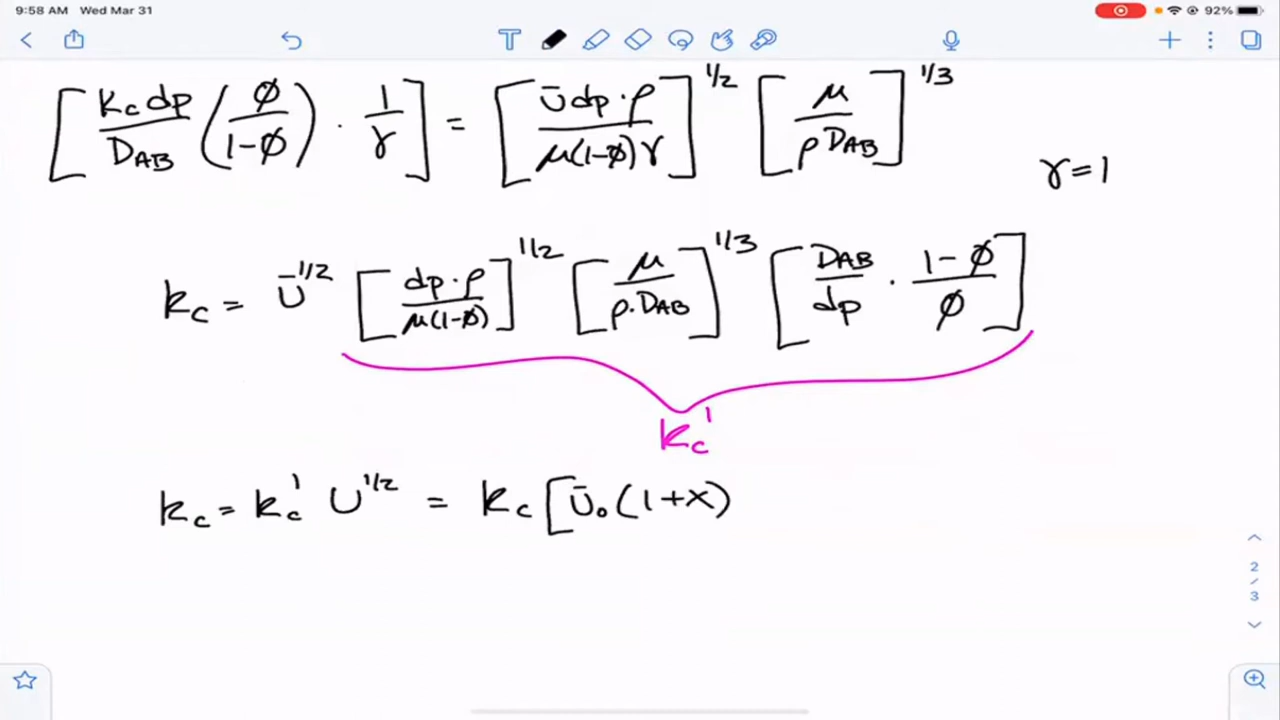 9:58 AM Wed Mar 31 92%
[kc dp / DAB (ϕ / 1-ϕ) · 1/γ] = [Ū dp · ρ / μ(1-ϕ)γ]^1/2 [μ / ρ DAB]^1/3
γ = 1
kc = Ū^1/2 [dp · ρ / μ(1-ϕ)]^1/2 [μ / ρ · DAB]^1/3 [DAB / dp · 1-ϕ / ϕ]
kc'
kc = kc' U^1/2 = kc [Ū₀ (1+X)
2
/
3